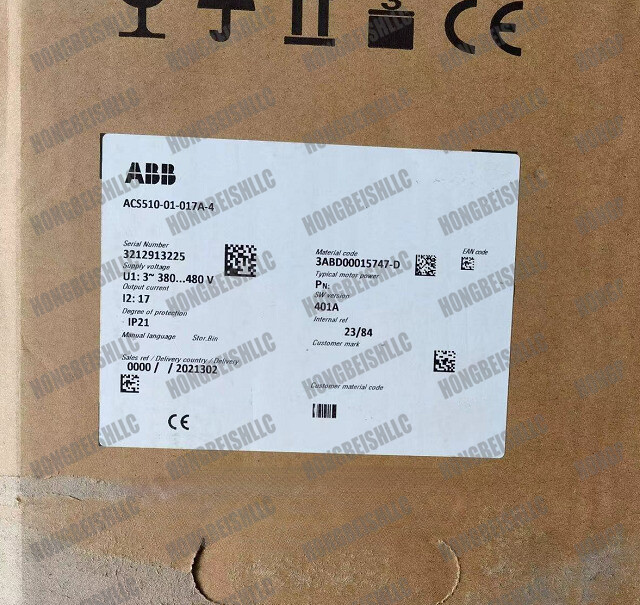 3
CE
ABB
ACS510-01-017A-4
Serial Number
3212913225
Supply voltage
U1: 3~ 380...480 V
Output current
I2: 17
Degree of protection
IP21
Manual language Stor.Bin
Sales ref / Delivery country / Delivery
0000 / / 2021302
CE
Material code
3ABD00015747-D
EAN code
Typical motor power
PN:
SW version
401A
Internal ref
23/84
Customer mark
Customer material code
HONGBEISHLLC